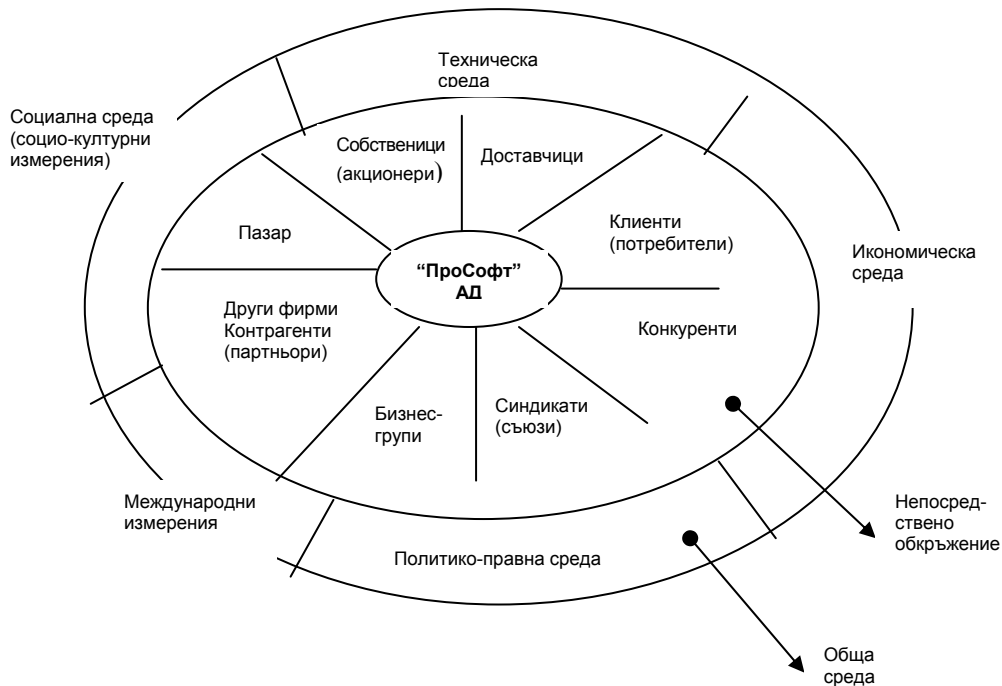 Техническа
среда
Социална среда
(социо-културни
измерения)
Собственици
(акционери)
Доставчици
Клиенти
(потребители)
Пазар
Икономическа
среда
“ПроСофт”
АД
Други фирми
Контрагенти
(партньори)
Конкуренти
Бизнес-
групи
Синдикати
(съюзи)
Международни
измерения
Непосред-
ствено
обкръжение
Политико-правна среда
Обща
среда